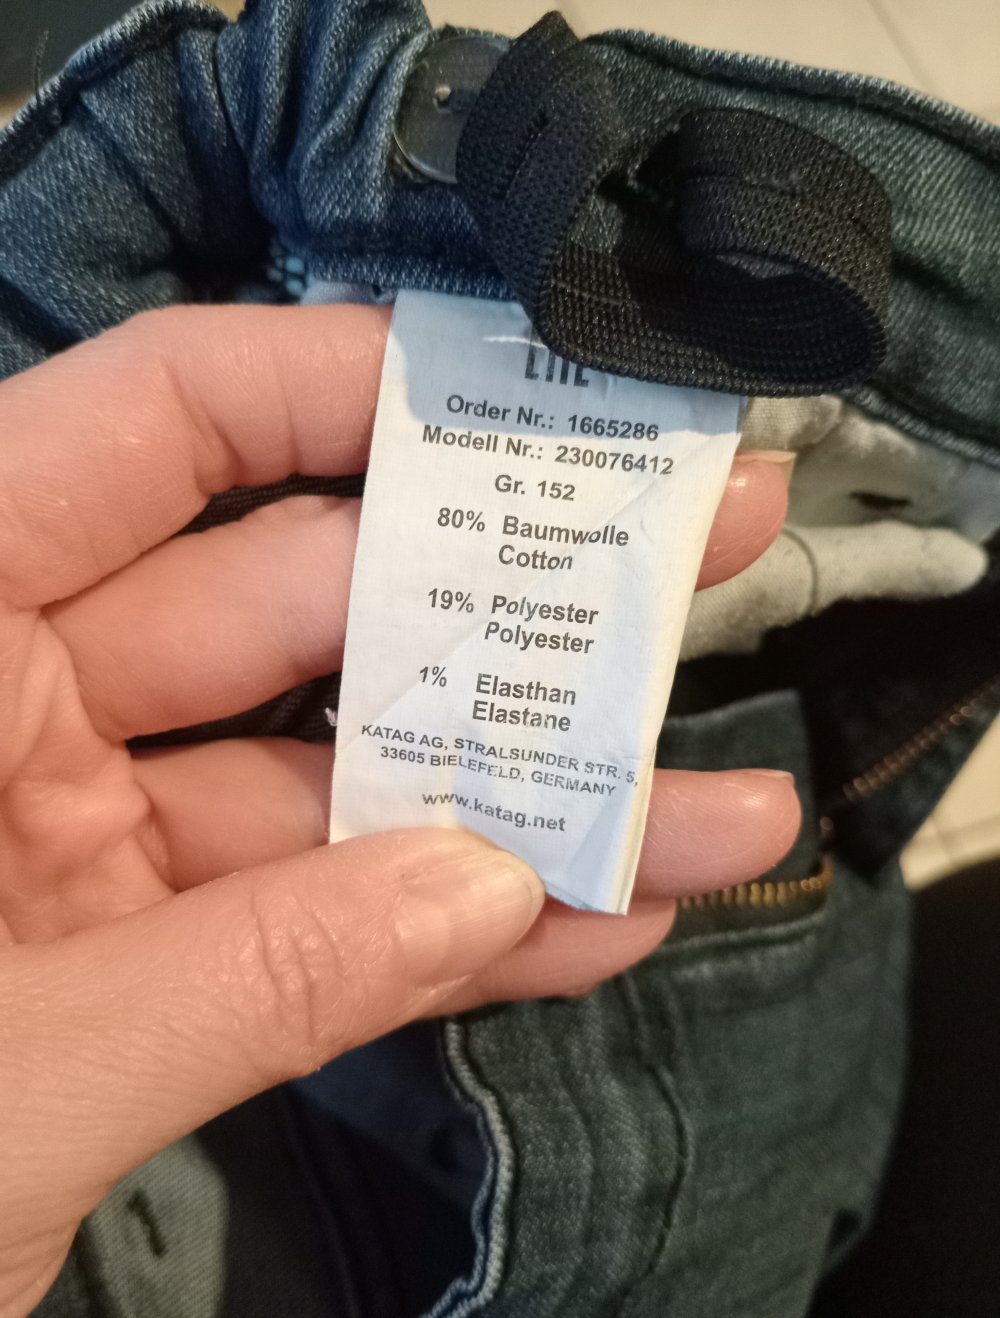 Order Nr.: 1665286
Modell Nr.: 230076412
Gr. 152
80% Baumwolle
Cotton
19% Polyester
Polyester
1% Elasthan
Elastane
KATAG AG, STRALSUNDER STR. 5,
33605 BIELEFELD, GERMANY
www.katag.net